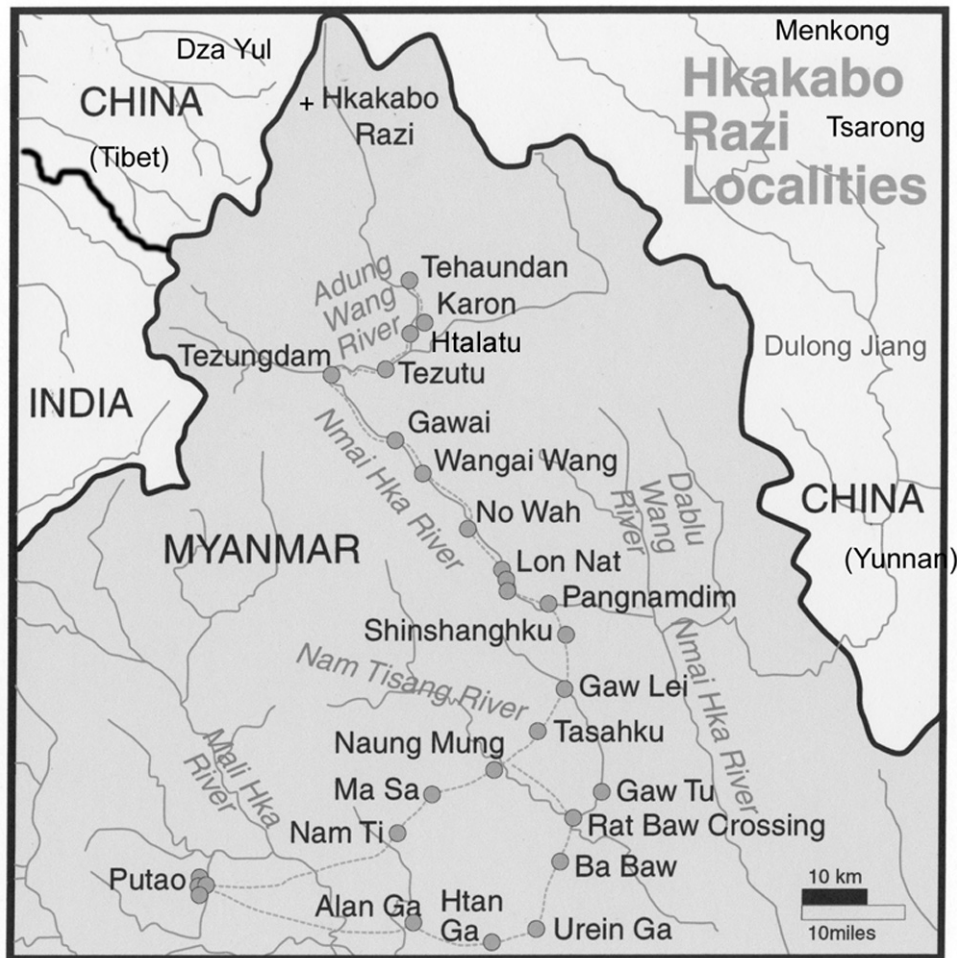 Dza Yul
Menkong
Hkakabo
Razi
Localities
CHINA
(Tibet)
+ Hkakabo
Razi
Tsarong
Adung
Wang
River
Tehaundan
Karon
Htalatu
Tezungdam
Tezutu
Dulong Jiang
INDIA
Gawai
Wangai Wang
Nmai Hka River
No Wah
River
Wang
Dablu
CHINA
(Yunnan)
MYANMAR
Lon Nat
Pangnamdim
Shinshanghku
Nam Tisang River
Gaw Lei
Nmai Hka River
Tasahku
Naung Mung
Mali Hka
River
Ma Sa
Gaw Tu
Nam Ti
Rat Baw Crossing
Putao
Ba Baw
Alan Ga
Htan
Ga
Urein Ga
10 km
10miles